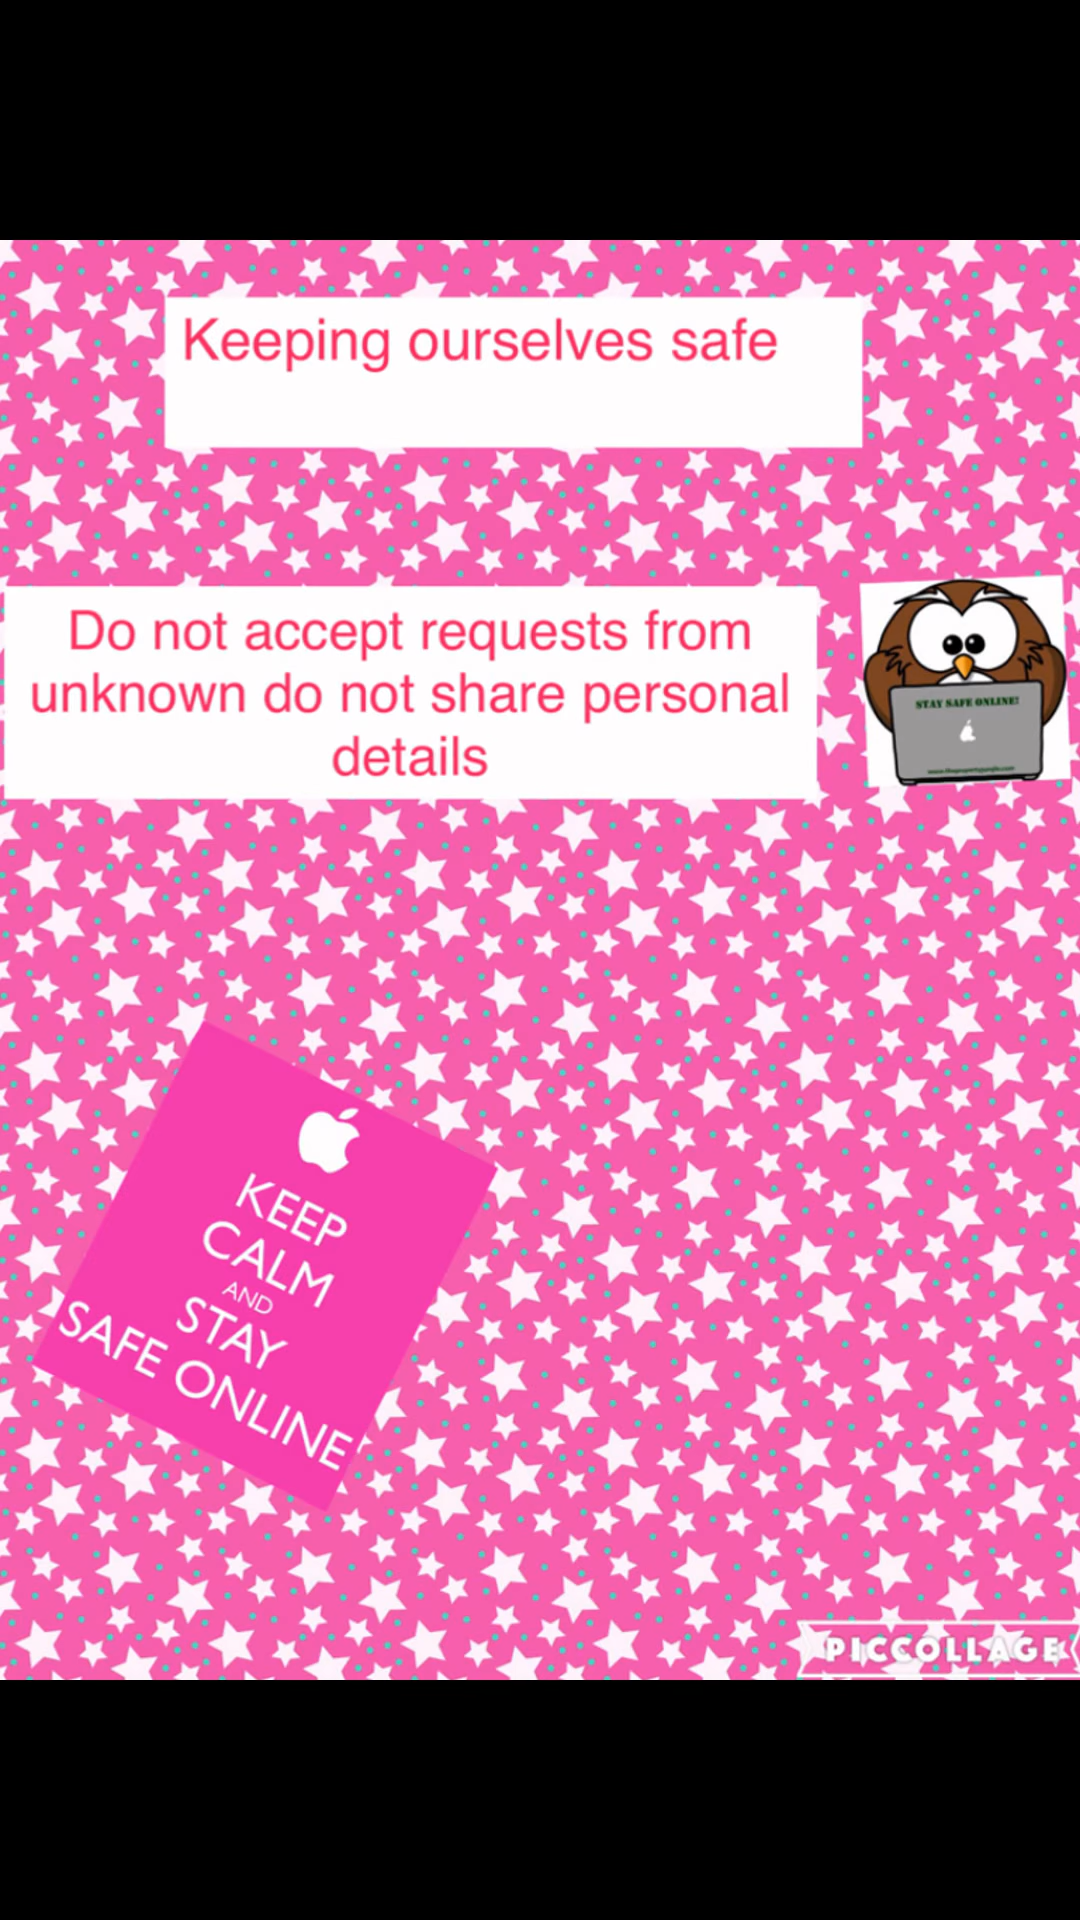 Keeping ourselves safe
Do not accept requests from
unknown do not share personal
details
STAY SAFE ONLINE!
KEEP
CALM
AND
STAY
SAFE ONLINE
PICCOLLAGE